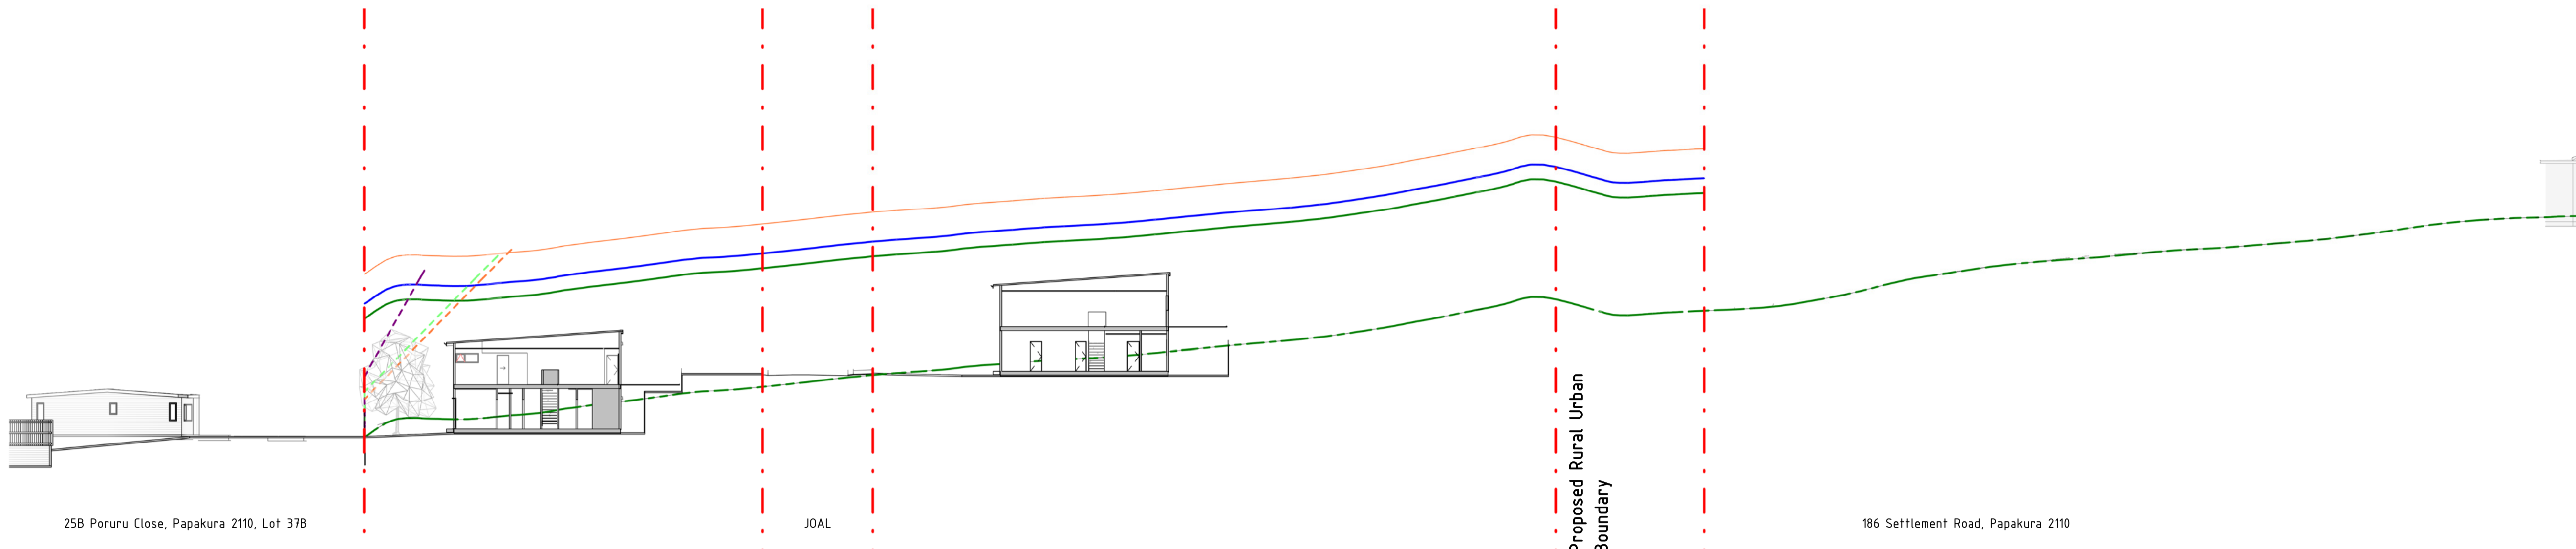 25B Poruru Close, Papakura 2110, Lot 37B
JOAL
Proposed Rural Urban
Boundary
186 Settlement Road, Papakura 2110